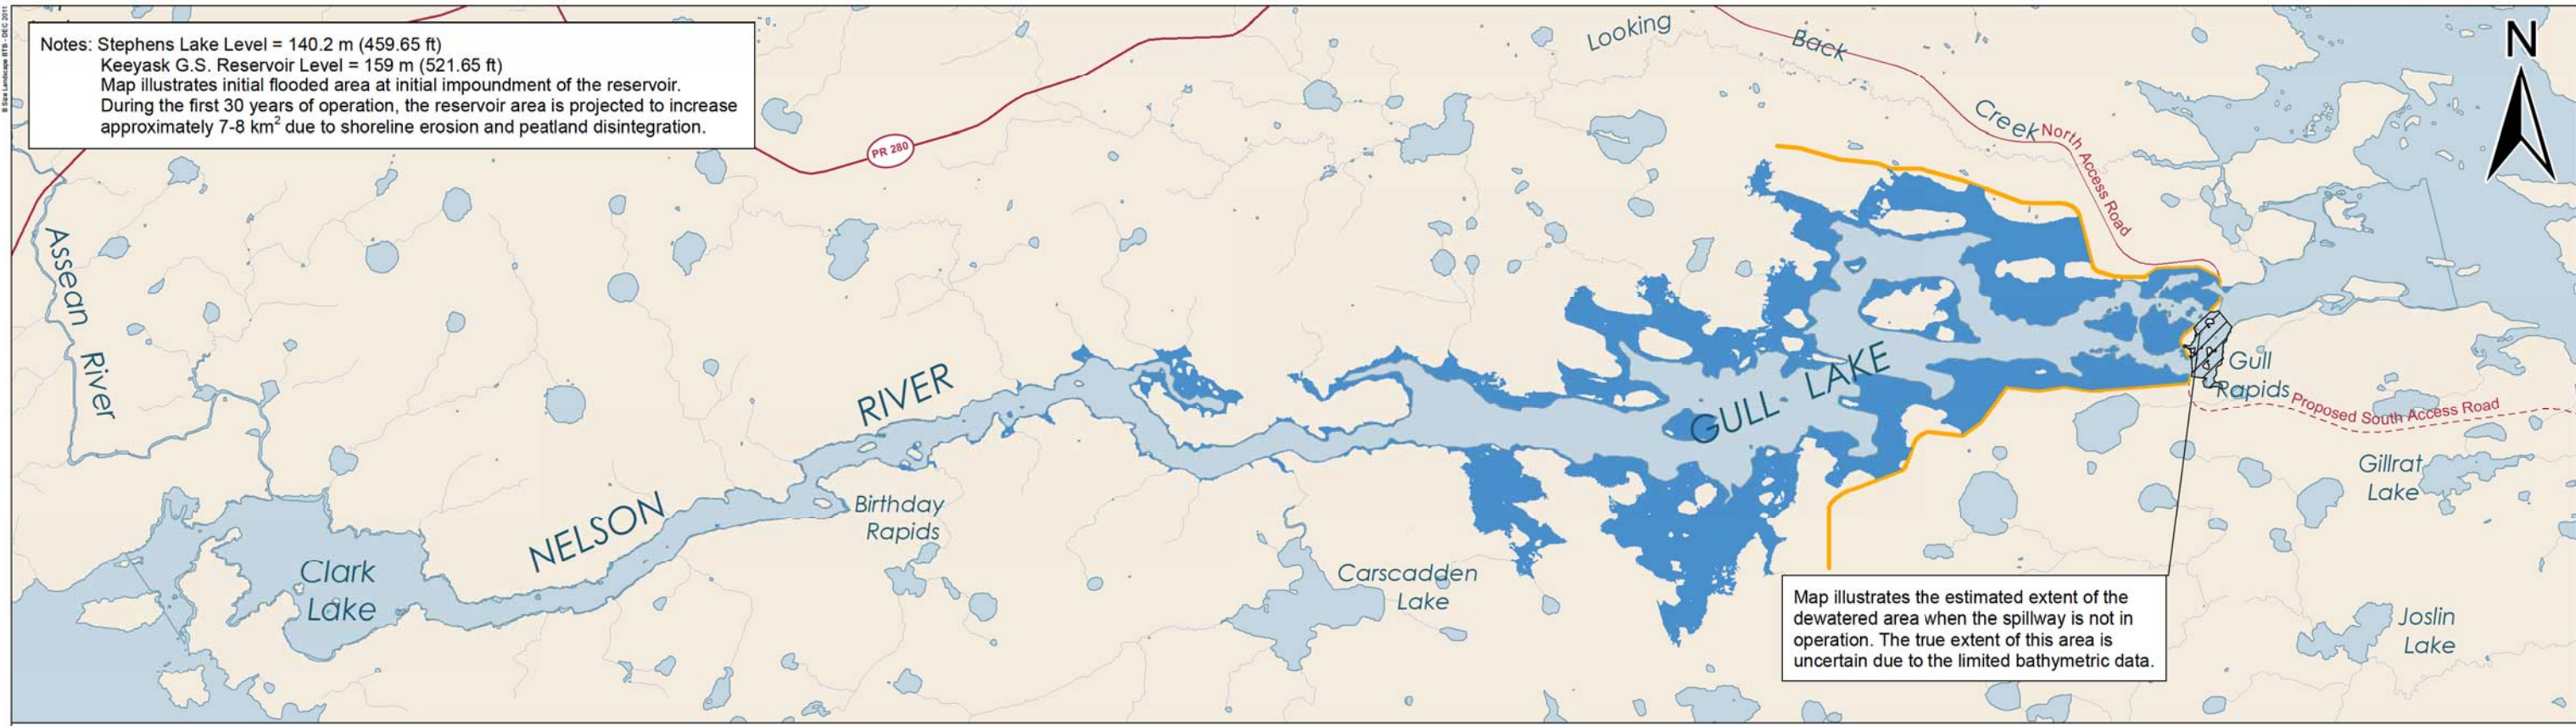 B Size Landscape BTB - DEC 2011
Notes: Stephens Lake Level = 140.2 m (459.65 ft)
Keeyask G.S. Reservoir Level = 159 m (521.65 ft)
Map illustrates initial flooded area at initial impoundment of the reservoir.
During the first 30 years of operation, the reservoir area is projected to increase
approximately 7-8 km² due to shoreline erosion and peatland disintegration.
PR 280
Looking
Back
Creek
North Access Road
N
Assean
River
NELSON
RIVER
GULL LAKE
Gull
Rapids
Proposed South Access Road
Birthday
Rapids
Clark
Lake
Carscadden
Lake
Gillrat
Lake
Joslin
Lake
Map illustrates the estimated extent of the
dewatered area when the spillway is not in
operation. The true extent of this area is
uncertain due to the limited bathymetric data.